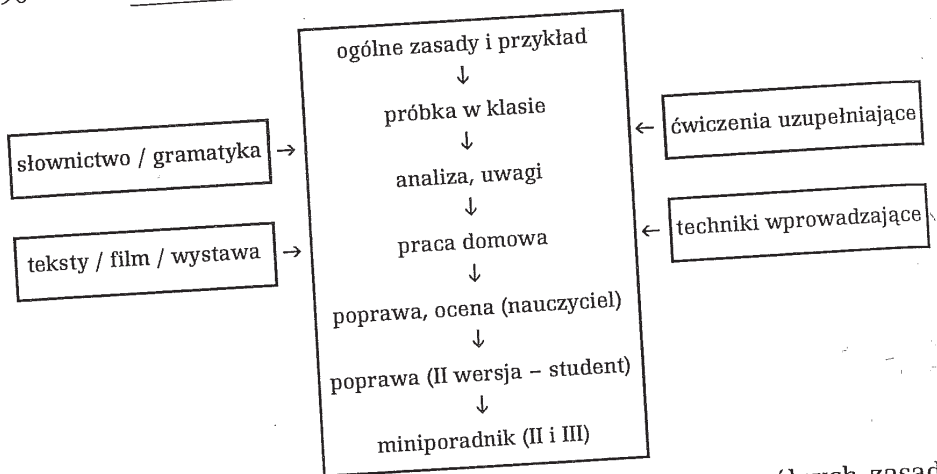 ogólne zasady i przykład
↓
próbka w klasie
↓
analiza, uwagi
↓
praca domowa
↓
poprawa, ocena (nauczyciel)
↓
poprawa (II wersja – student)
↓
miniporadnik (II i III)
słownictwo / gramatyka →
teksty / film / wystawa →
← ćwiczenia uzupełniające
← techniki wprowadzające
zasad